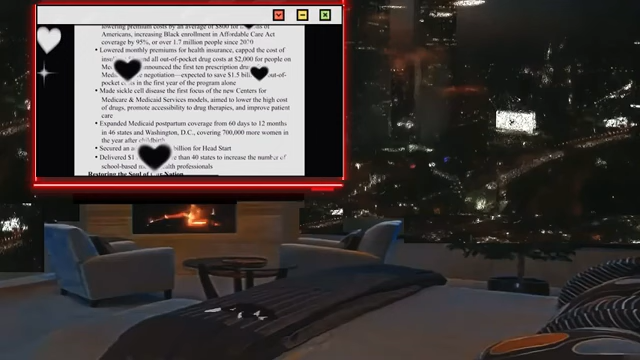 lowering premium costs by an average of $800 for
Americans, increasing Black enrollment in Affordable Care Act
coverage by 95%, or over 1.7 million people since 2020
• Lowered monthly premiums for health insurance, capped the cost of
and all out-of-pocket drug costs at $2,000 for people on
announced the first ten prescription
negotiation—expected to save $1.5 out-of-
pocket in the first year of the program alone
• Made sickle cell disease the first focus of the new Centers for
Medicare & Medicaid Services models, aimed to lower the high cost
of drugs, promote accessibility to drug therapies, and improve patient
care
• Expanded Medicaid postpartum coverage from 60 days to 12 months
in 46 states and Washington, D.C., covering 700,000 more women in
the year after childbirth
• Secured an billion for Head Start
• Delivered $1 than 40 states to increase the number of
school-based health professionals
Restoring the Soul of Nation